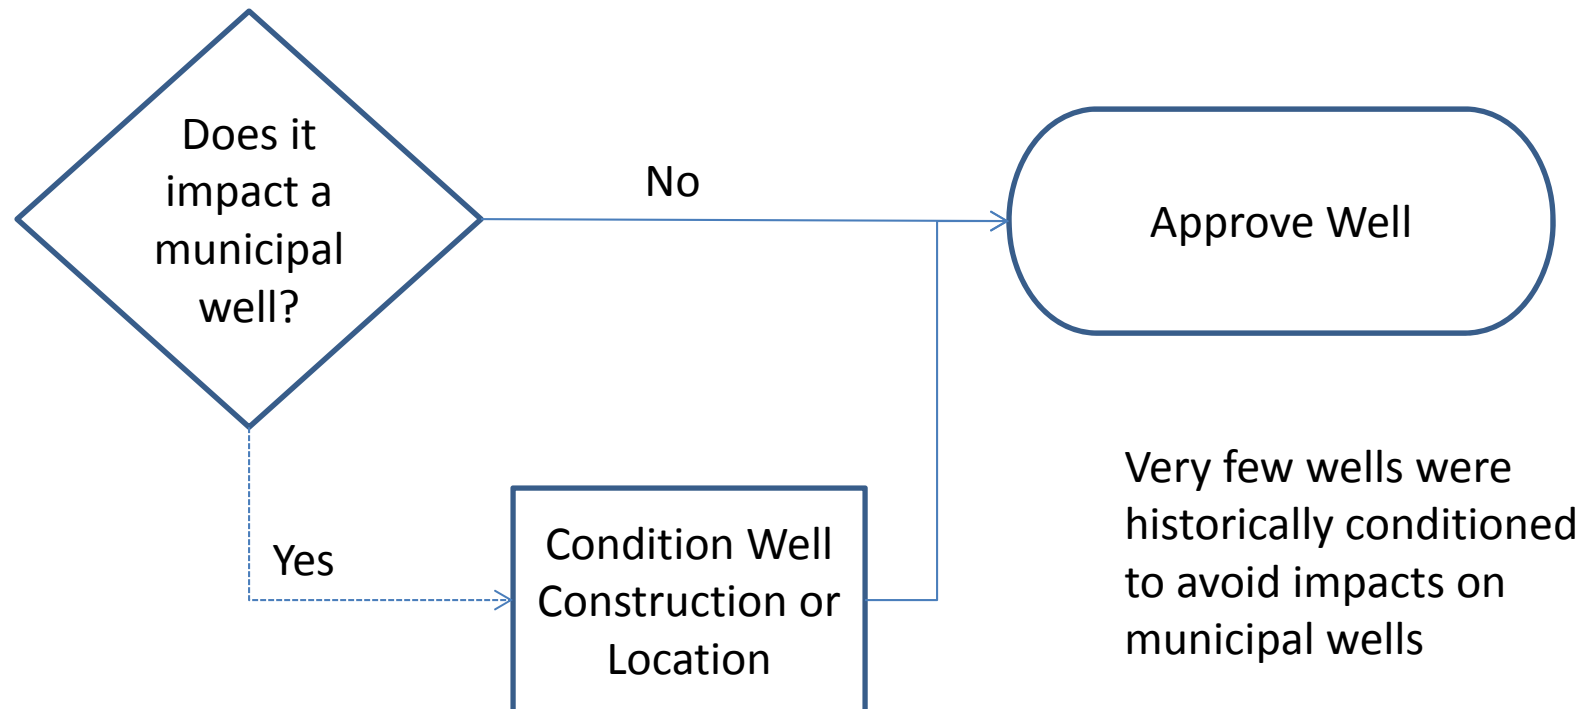 Does it
impact a
municipal
well?
No
Approve Well
Yes
Condition Well
Construction or
Location
Very few wells were
historically conditioned
to avoid impacts on
municipal wells